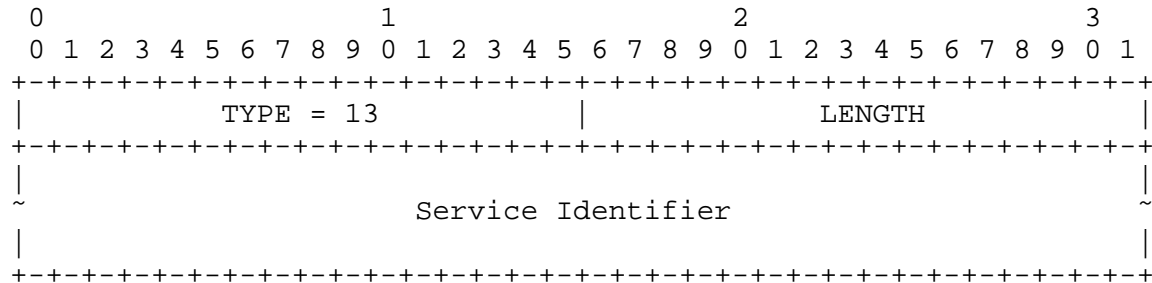 0                   1                   2                   3
 0 1 2 3 4 5 6 7 8 9 0 1 2 3 4 5 6 7 8 9 0 1 2 3 4 5 6 7 8 9 0 1
+-+-+-+-+-+-+-+-+-+-+-+-+-+-+-+-+-+-+-+-+-+-+-+-+-+-+-+-+-+-+-+-+
|           TYPE = 13           |             LENGTH            |
+-+-+-+-+-+-+-+-+-+-+-+-+-+-+-+-+-+-+-+-+-+-+-+-+-+-+-+-+-+-+-+-+
|                                                               |
~                      Service Identifier                       ~
|                                                               |
+-+-+-+-+-+-+-+-+-+-+-+-+-+-+-+-+-+-+-+-+-+-+-+-+-+-+-+-+-+-+-+-+